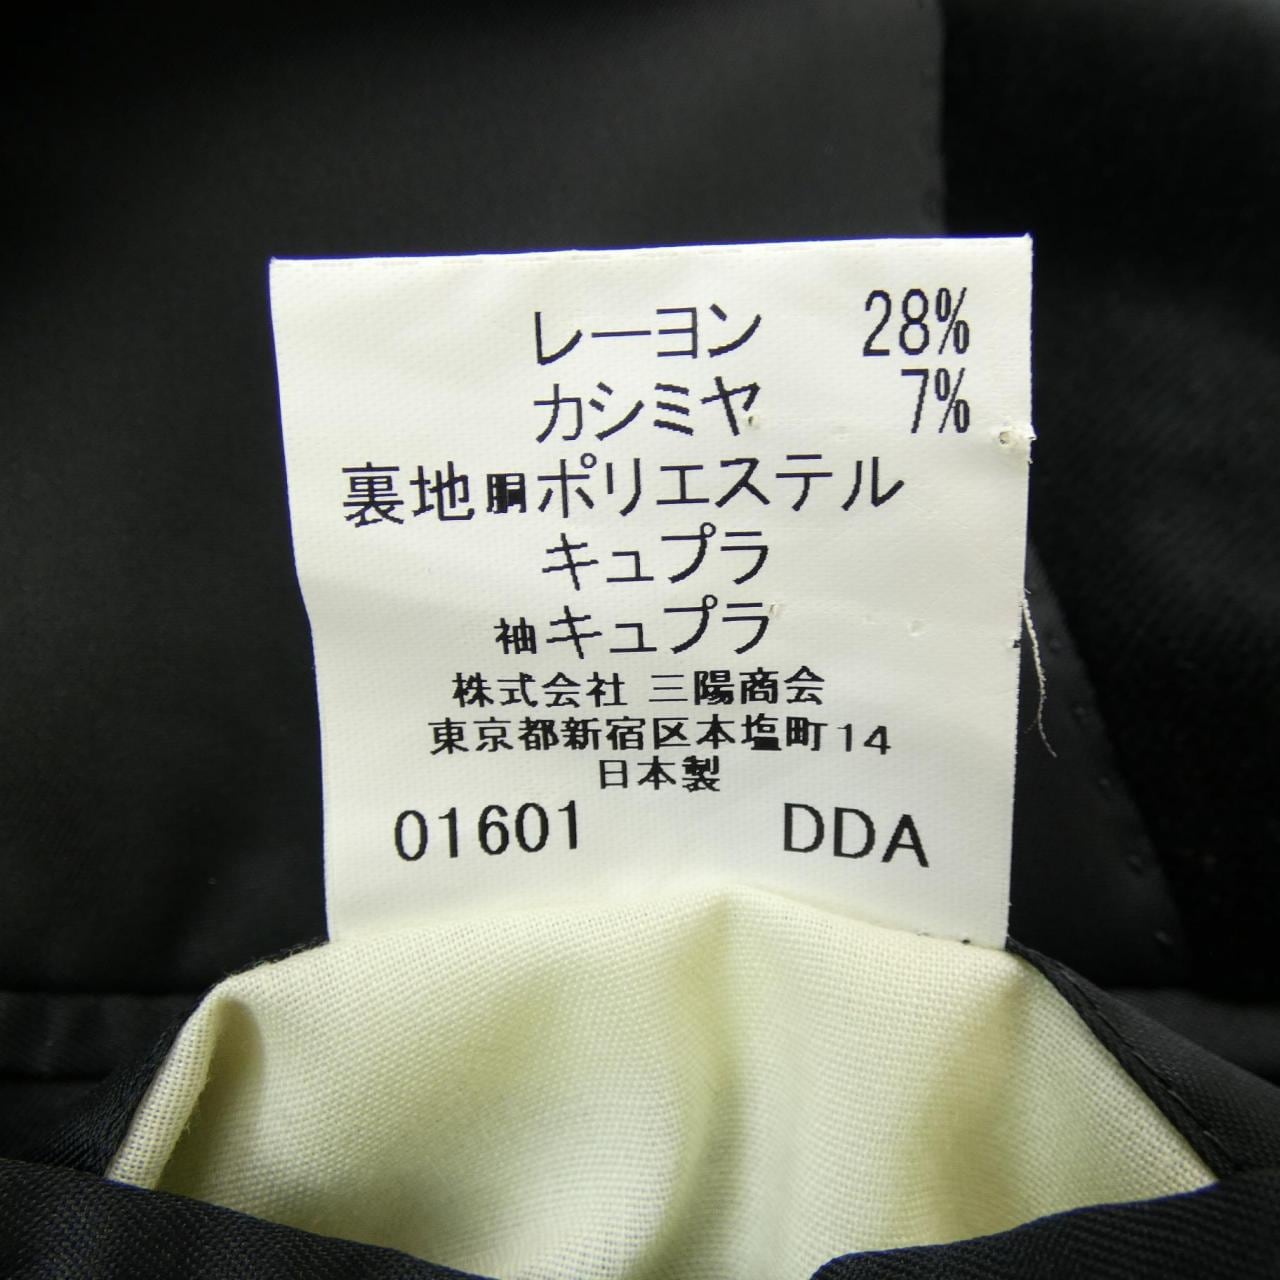 レーヨン 28%
カシミヤ 7%
裏地 胴ポリエステル
キュプラ
袖キュプラ
株式会社 三陽商会
東京都新宿区本塩町14
日本製
01601 DDA